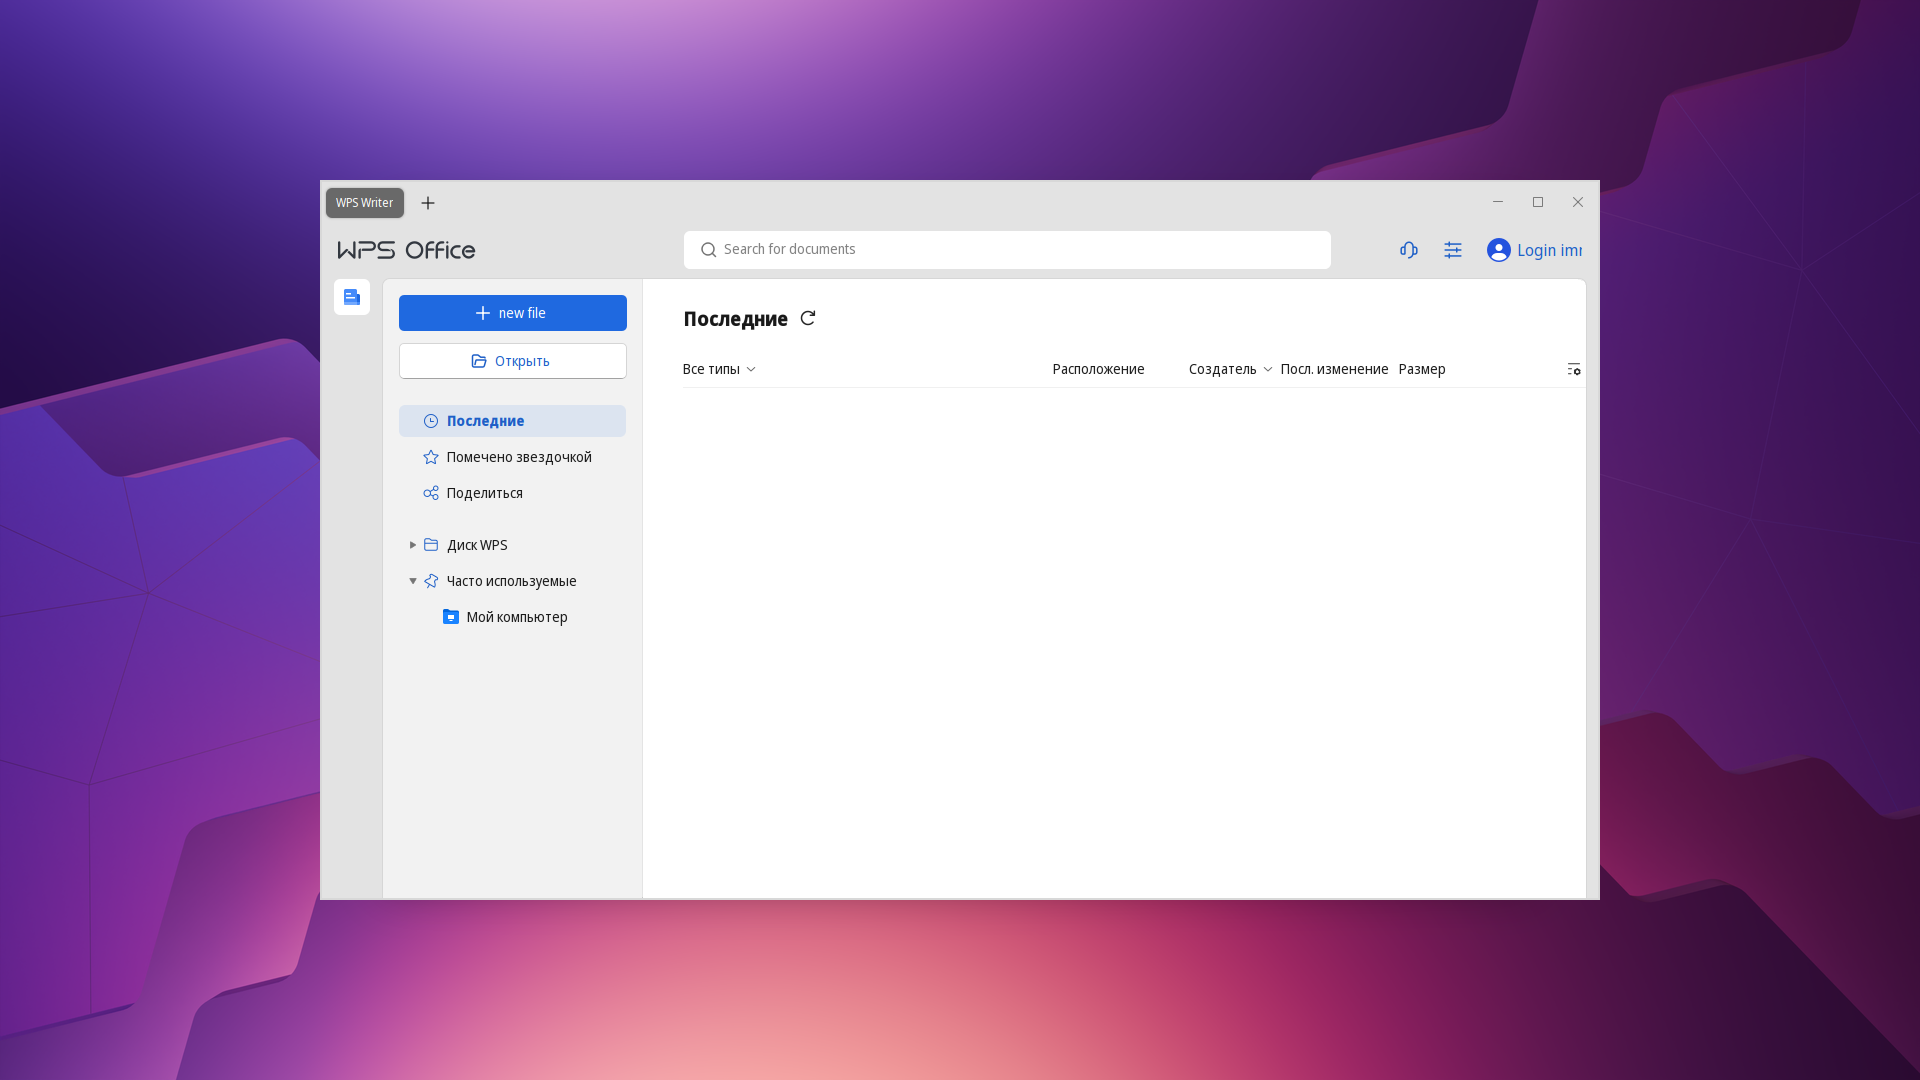 WPS Writer
WPS Office
Search for documents
Login imr
new file
Открыть
Последние
Помечено звездочкой
Поделиться
Диск WPS
Часто используемые
Мой компьютер
Последние
Все типы
Расположение
Создатель
Посл. изменение
Размер